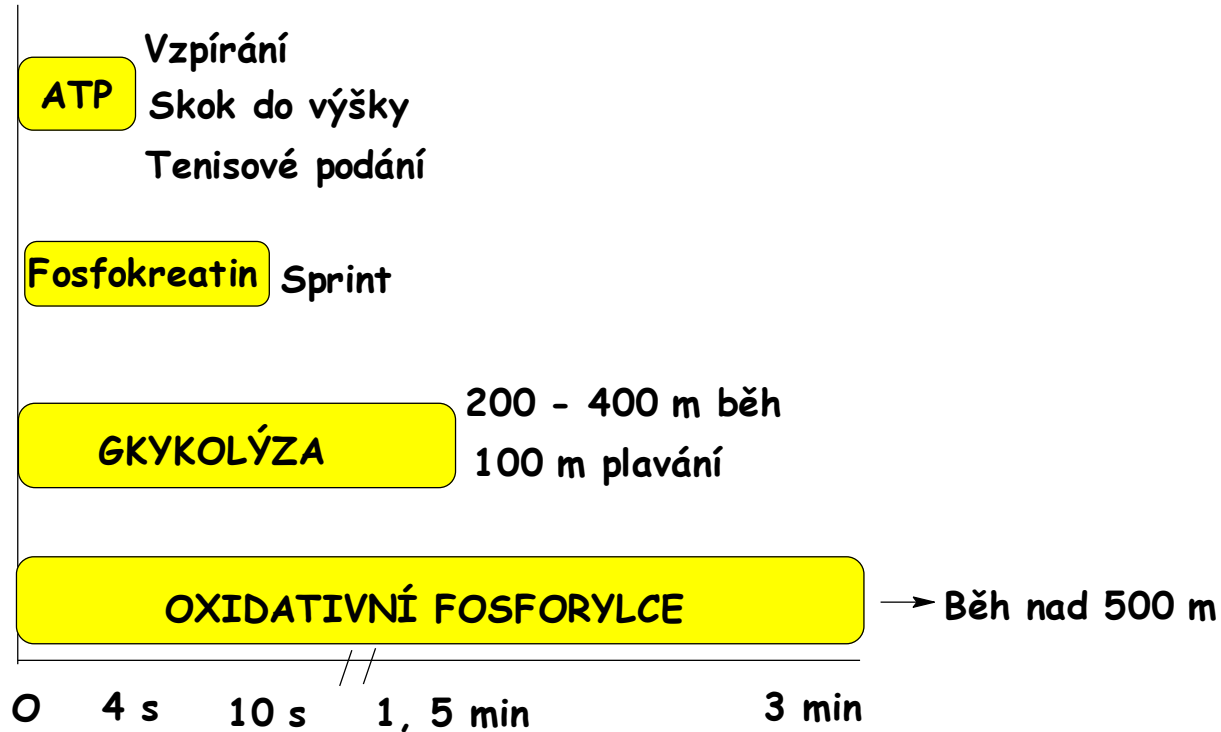 Vzpírání
ATP
Skok do výšky
Tenisové podání
Fosfokreatin
Sprint
200 - 400 m běh
GKYKOLÝZA
100 m plavání
OXIDATIVNÍ FOSFORYLCE
Běh nad 500 m
O 4 s 10 s 1, 5 min 3 min